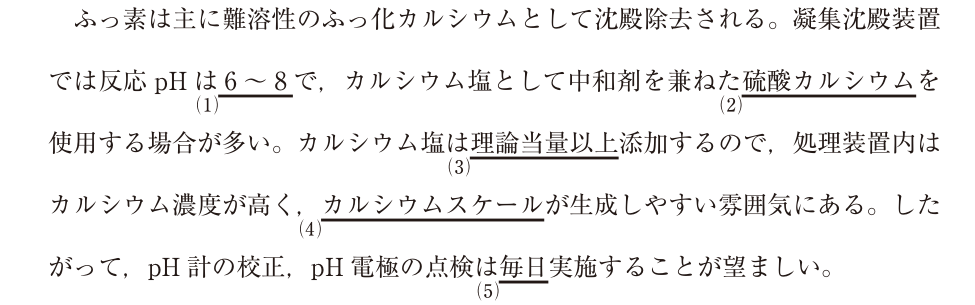 ふっ素は主に難溶性のふっ化カルシウムとして沈殿除去される。凝集沈殿装置
では反応 pH は 6 〜 8 で，カルシウム塩として中和剤を兼ねた硫酸カルシウムを
(1) (2)
使用する場合が多い。カルシウム塩は理論当量以上添加するので，処理装置内は
(3)
カルシウム濃度が高く，カルシウムスケールが生成しやすい雰囲気にある。した
(4)
がって，pH 計の校正，pH 電極の点検は毎日実施することが望ましい。
(5)